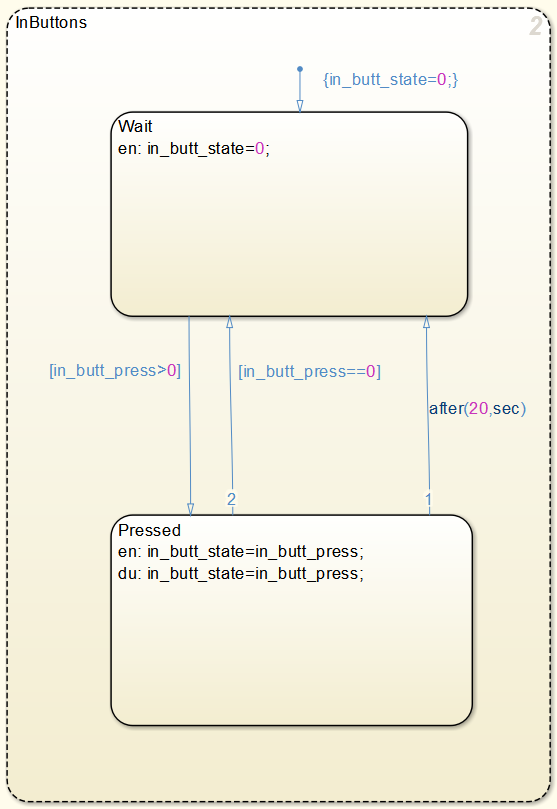 InButtons
2
{in_butt_state=0;}
Wait
en: in_butt_state=0;
[in_butt_press>0]
[in_butt_press==0]
after(20,sec)
2
1
Pressed
en: in_butt_state=in_butt_press;
du: in_butt_state=in_butt_press;